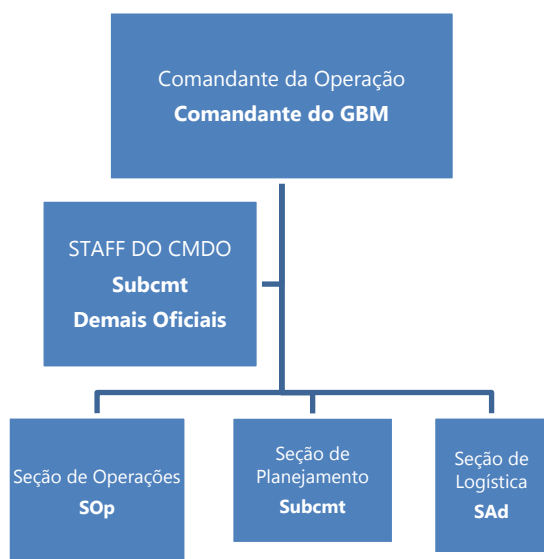 Comandante da Operação
Comandante do GBM
STAFF DO CMDO
Subcmt
Demais Oficiais
Seção de Operações
SOp
Seção de
Planejamento
Subcmt
Seção de
Logística
SAd